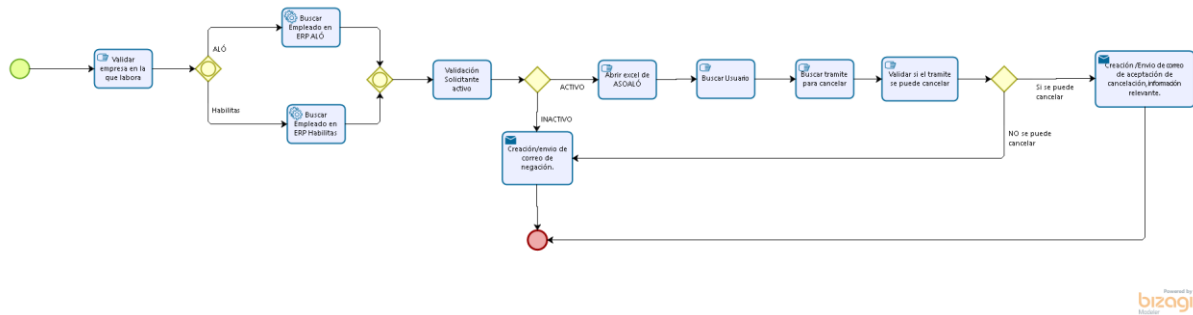 Validar
empresa en la
que labora
ALÓ
Habilitas
Buscar
Empleado en
ERP ALÓ
Buscar
Empleado en
ERP Habilitas
Validación
Solicitante
activo
ACTIVO
INACTIVO
Creación/envio de
correo de
negación.
Abrir excel de
ASOALÓ
Buscar Usuario
Buscar tramite
para cancelar
Validar si el tramite
se puede cancelar
Si se puede
cancelar
NO se puede
cancelar
Creación /Envio de correo
de aceptación de
cancelación,información
relevante.
Powered by
bizagi
Modeler